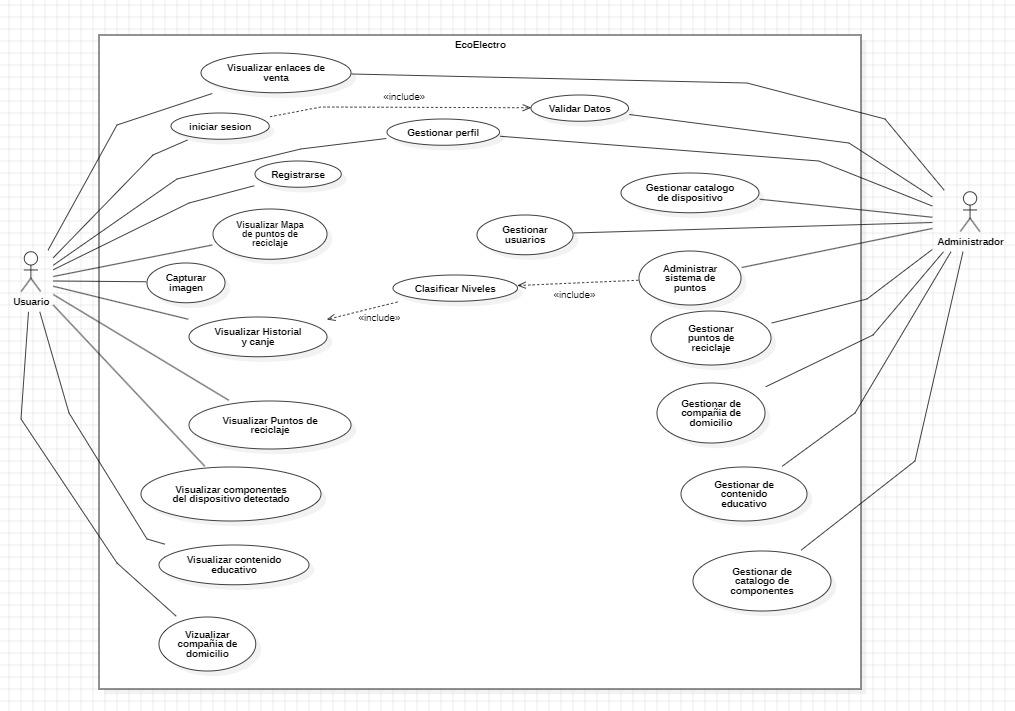 EcoElectro
Visualizar enlaces de
venta
«include»
Validar Datos
iniciar sesion
Gestionar perfil
Registrarse
Gestionar catalogo
de dispositivo
Visualizar Mapa
de puntos de
reciclaje
Gestionar
usuarios
Administrador
Usuario
Capturar
imagen
Clasificar Niveles
«include»
Administrar
sistema de
puntos
«include»
Visualizar Historial
y canje
Gestionar
puntos de
reciclaje
Visualizar Puntos de
reciclaje
Gestionar de
compañia de
domicilio
Visualizar componentes
del dispositivo detectado
Gestionar de
contenido
educativo
Visualizar contenido
educativo
Gestionar de
catalogo de
componentes
Vizualizar
compañia de
domicilio